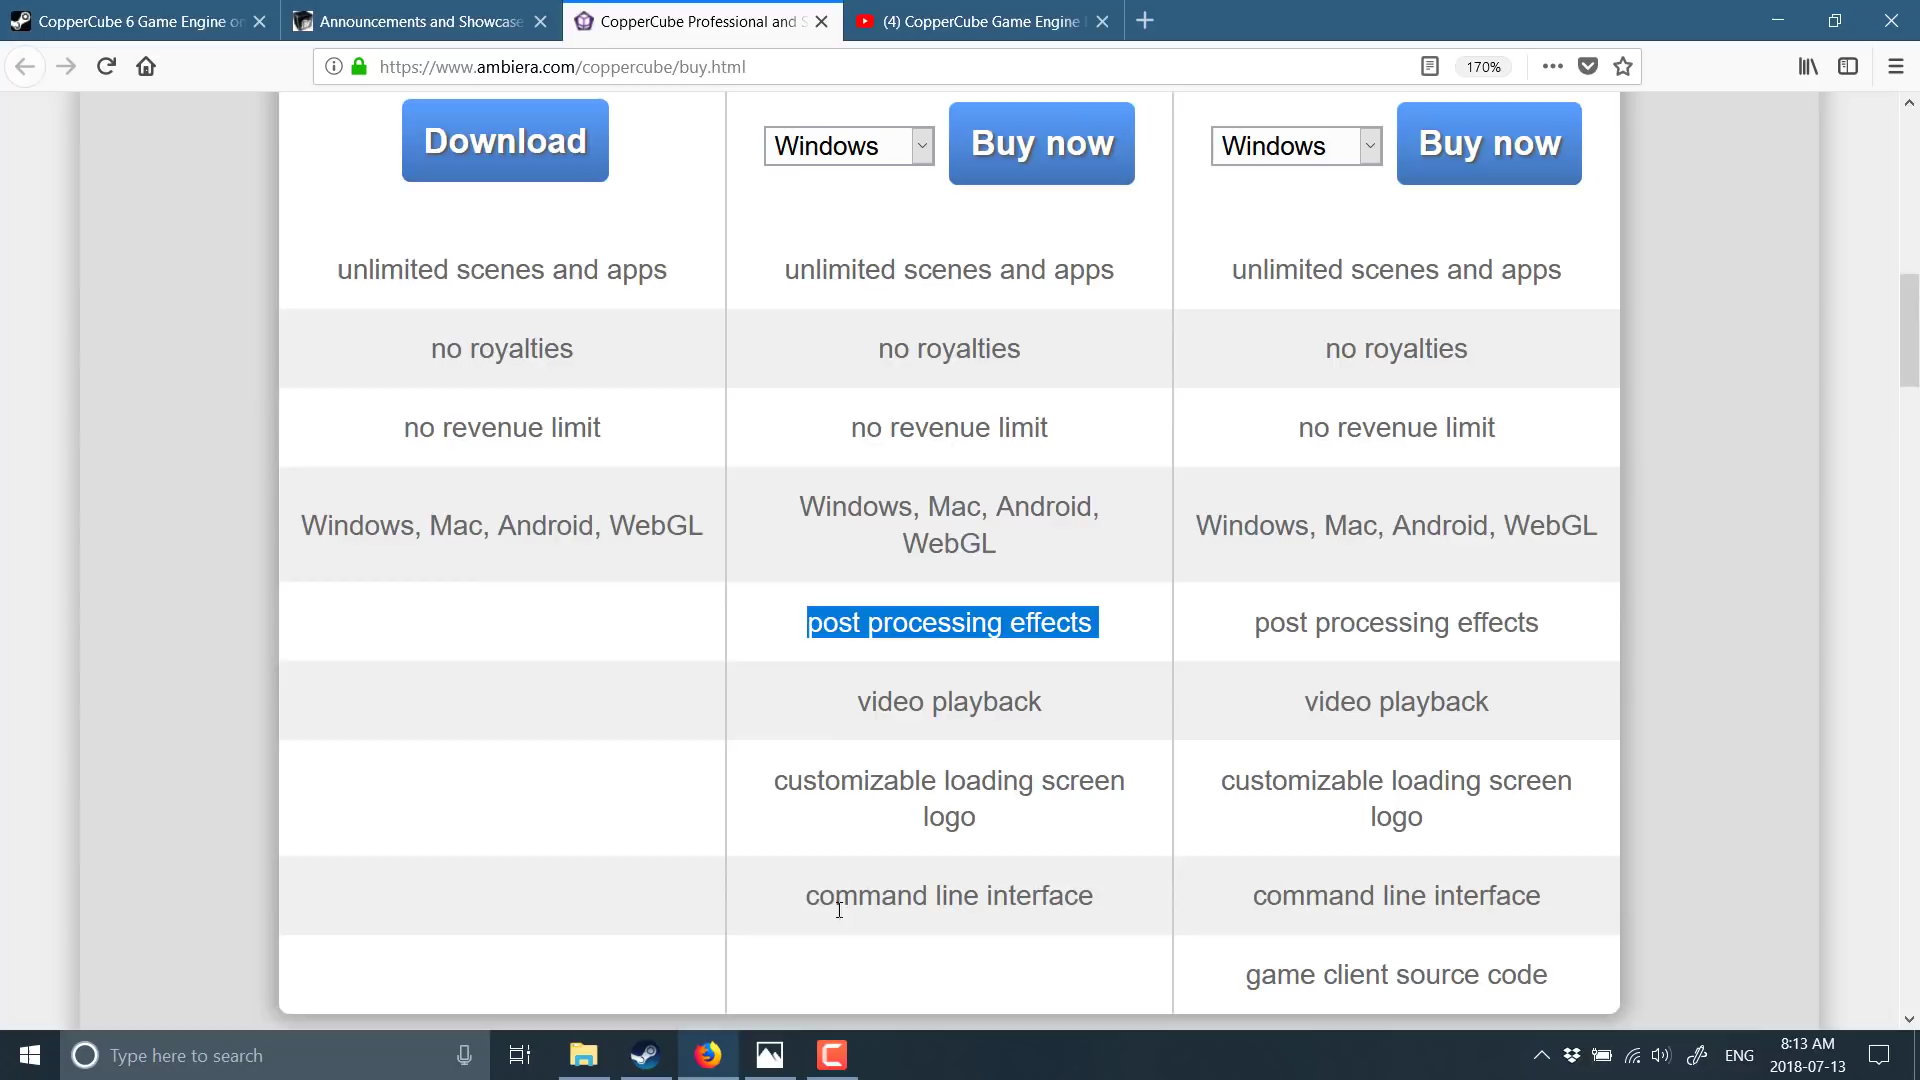 CopperCube 6 Game Engine on
Announcements and Showcase
CopperCube Professional and S
(4) CopperCube Game Engine
https://www.ambiera.com/coppercube/buy.html
170%
Download
Windows
Buy now
Windows
Buy now
unlimited scenes and apps
unlimited scenes and apps
unlimited scenes and apps
no royalties
no royalties
no royalties
no revenue limit
no revenue limit
no revenue limit
Windows, Mac, Android, WebGL
Windows, Mac, Android,
WebGL
Windows, Mac, Android, WebGL
post processing effects
post processing effects
video playback
video playback
customizable loading screen
logo
customizable loading screen
logo
command line interface
command line interface
game client source code
Type here to search
ENG
8:13 AM
2018-07-13